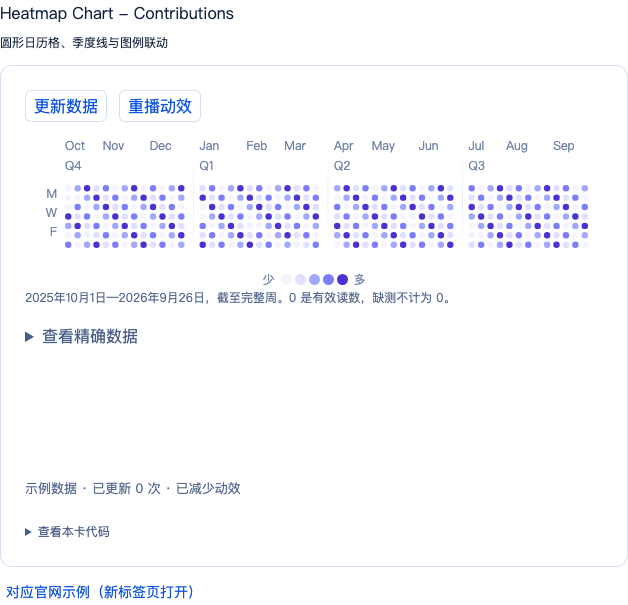 Heatmap Chart – Contributions
圆形日历格、季度线与图例联动
更新数据 重播动效
Oct Nov Dec Jan Feb Mar Apr May Jun Jul Aug Sep
Q4 Q1 Q2 Q3
M
W
F
少 多
2025年10月1日—2026年9月26日，截至完整周。0 是有效读数，缺测不计为 0。
▶ 查看精确数据
示例数据 · 已更新 0 次 · 已减少动效
▶ 查看本卡代码
对应官网示例（新标签页打开）